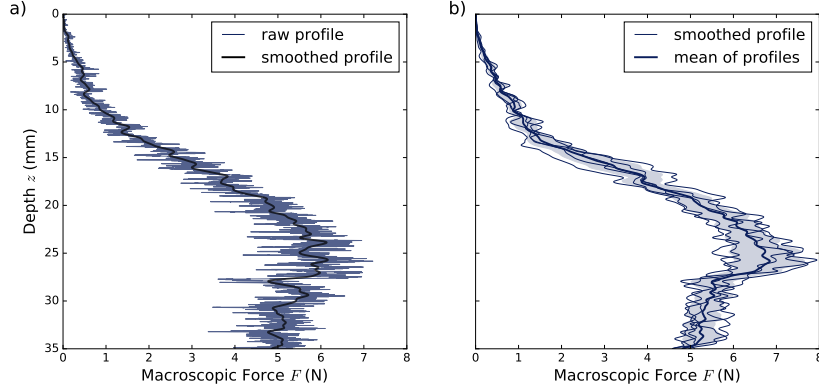 a)
raw profile
smoothed profile
0
5
10
15
20
25
30
35
Depth z (mm)
0 1 2 3 4 5 6 7 8
Macroscopic Force F (N)
b)
smoothed profile
mean of profiles
0 1 2 3 4 5 6 7 8
Macroscopic Force F (N)